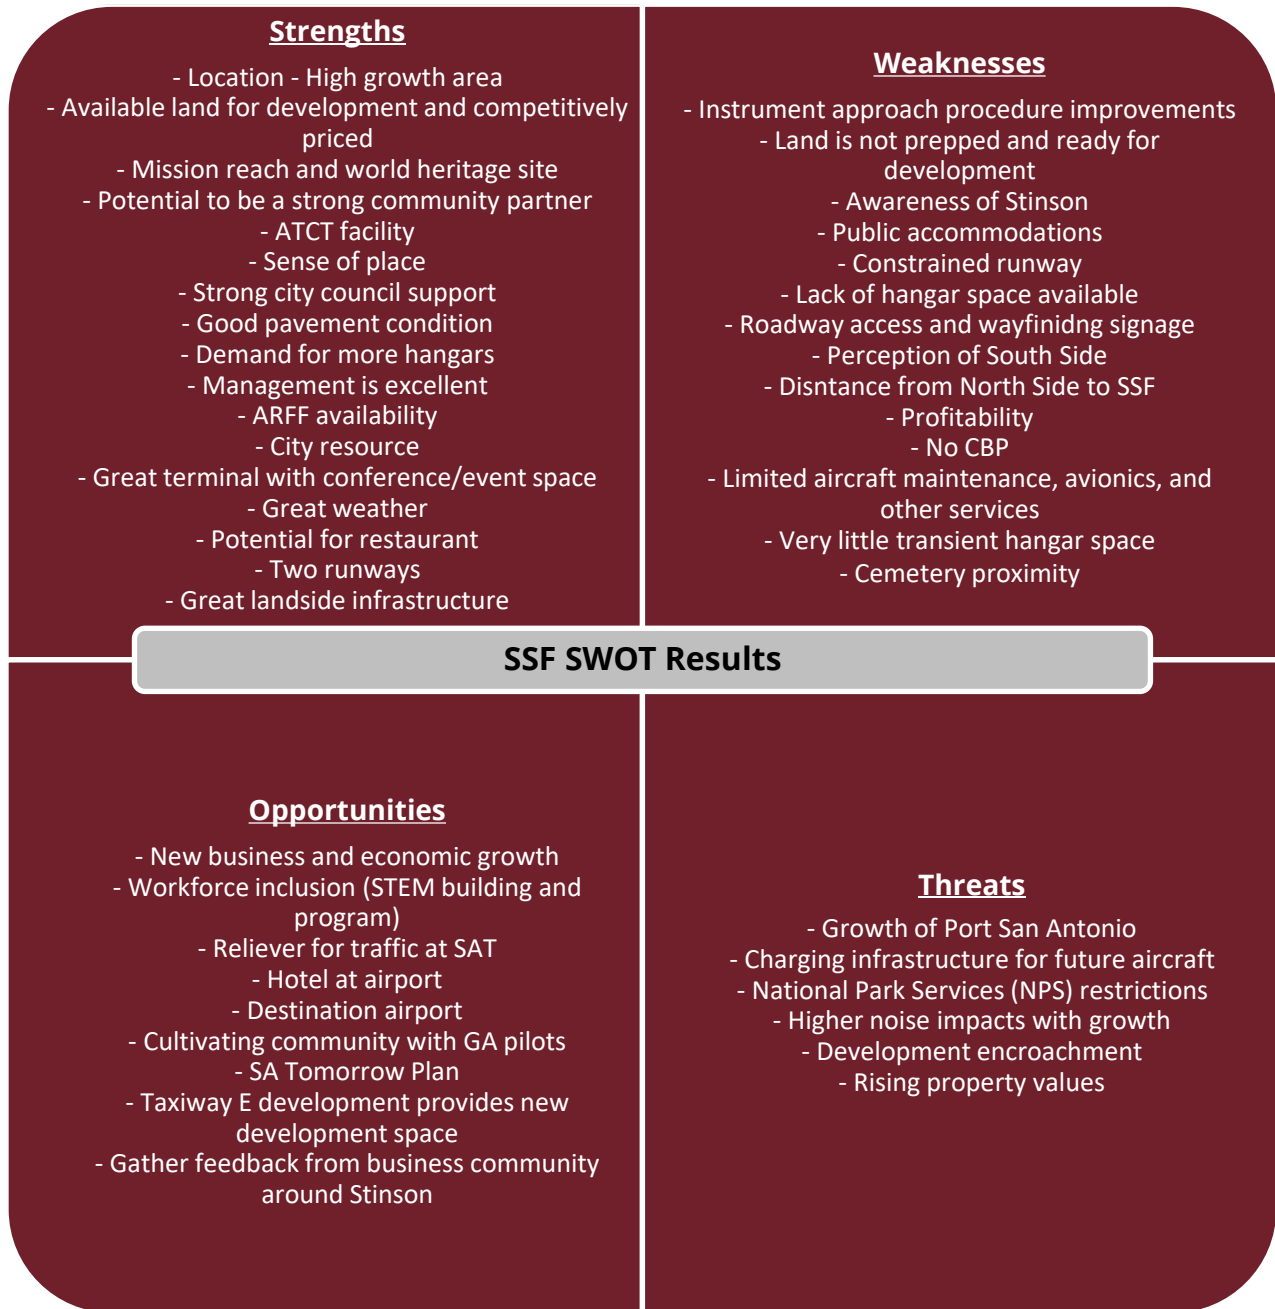 Strengths
- Location - High growth area
- Available land for development and competitively
priced
- Mission reach and world heritage site
- Potential to be a strong community partner
- ATCT facility
- Sense of place
- Strong city council support
- Good pavement condition
- Demand for more hangars
- Management is excellent
- ARFF availability
- City resource
- Great terminal with conference/event space
- Great weather
- Potential for restaurant
- Two runways
- Great landside infrastructure
Weaknesses
- Instrument approach procedure improvements
- Land is not prepped and ready for
development
- Awareness of Stinson
- Public accommodations
- Constrained runway
- Lack of hangar space available
- Roadway access and wayfinidng signage
- Perception of South Side
- Disntance from North Side to SSF
- Profitability
- No CBP
- Limited aircraft maintenance, avionics, and
other services
- Very little transient hangar space
- Cemetery proximity
SSF SWOT Results
Opportunities
- New business and economic growth
- Workforce inclusion (STEM building and
program)
- Reliever for traffic at SAT
- Hotel at airport
- Destination airport
- Cultivating community with GA pilots
- SA Tomorrow Plan
- Taxiway E development provides new
development space
- Gather feedback from business community
around Stinson
Threats
- Growth of Port San Antonio
- Charging infrastructure for future aircraft
- National Park Services (NPS) restrictions
- Higher noise impacts with growth
- Development encroachment
- Rising property values